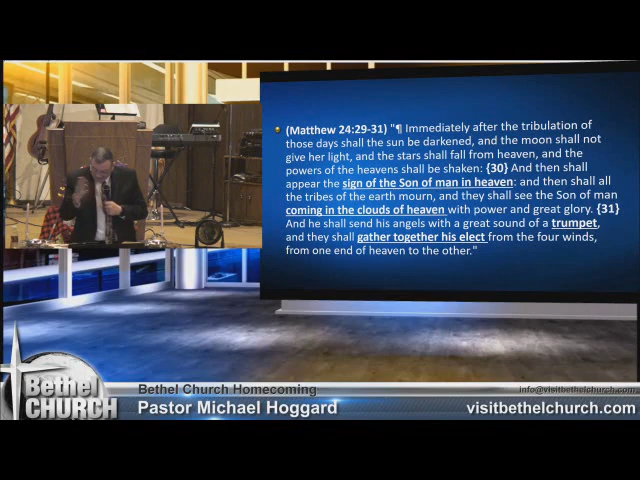 (Matthew 24:29-31) "¶ Immediately after the tribulation of
those days shall the sun be darkened, and the moon shall not
give her light, and the stars shall fall from heaven, and the
powers of the heavens shall be shaken: {30} And then shall
appear the sign of the Son of man in heaven: and then shall all
the tribes of the earth mourn, and they shall see the Son of man
coming in the clouds of heaven with power and great glory. {31}
And he shall send his angels with a great sound of a trumpet,
and they shall gather together his elect from the four winds,
from one end of heaven to the other."
Bethel
CHURCH
Bethel Church Homecoming
info@visitbethelchurch.com
Pastor Michael Hoggard
visitbethelchurch.com